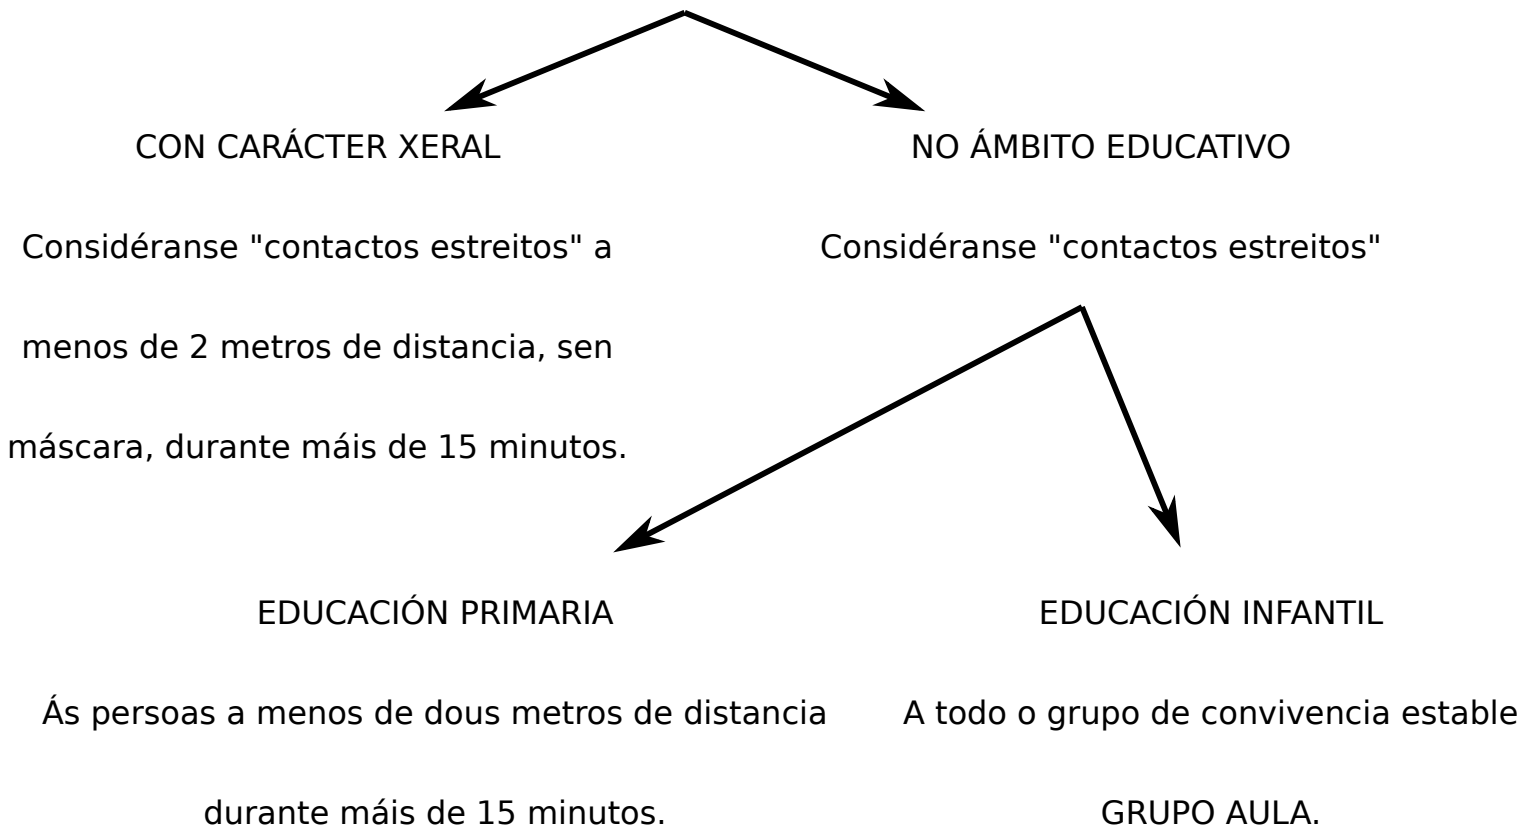 CON CARÁCTER XERAL
Considéranse "contactos estreitos" a
menos de 2 metros de distancia, sen
máscara, durante máis de 15 minutos.
NO ÁMBITO EDUCATIVO
Considéranse "contactos estreitos"
EDUCACIÓN PRIMARIA
Ás persoas a menos de dous metros de distancia
durante máis de 15 minutos.
EDUCACIÓN INFANTIL
A todo o grupo de convivencia estable
GRUPO AULA.